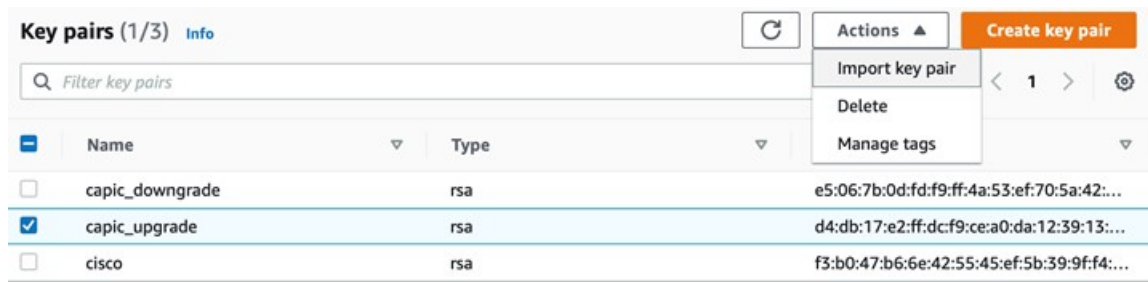 Key pairs (1/3) Info
Actions ▲
Create key pair
Filter key pairs
Import key pair
< 1 >
Delete
Manage tags
Name Type
capic_downgrade rsa e5:06:7b:0d:fd:f9:ff:4a:53:ef:70:5a:42:...
capic_upgrade rsa d4:db:17:e2:ff:dc:f9:ce:a0:da:12:39:13:...
cisco rsa f3:b0:47:b6:6e:42:55:45:ef:5b:39:9f:f4:...